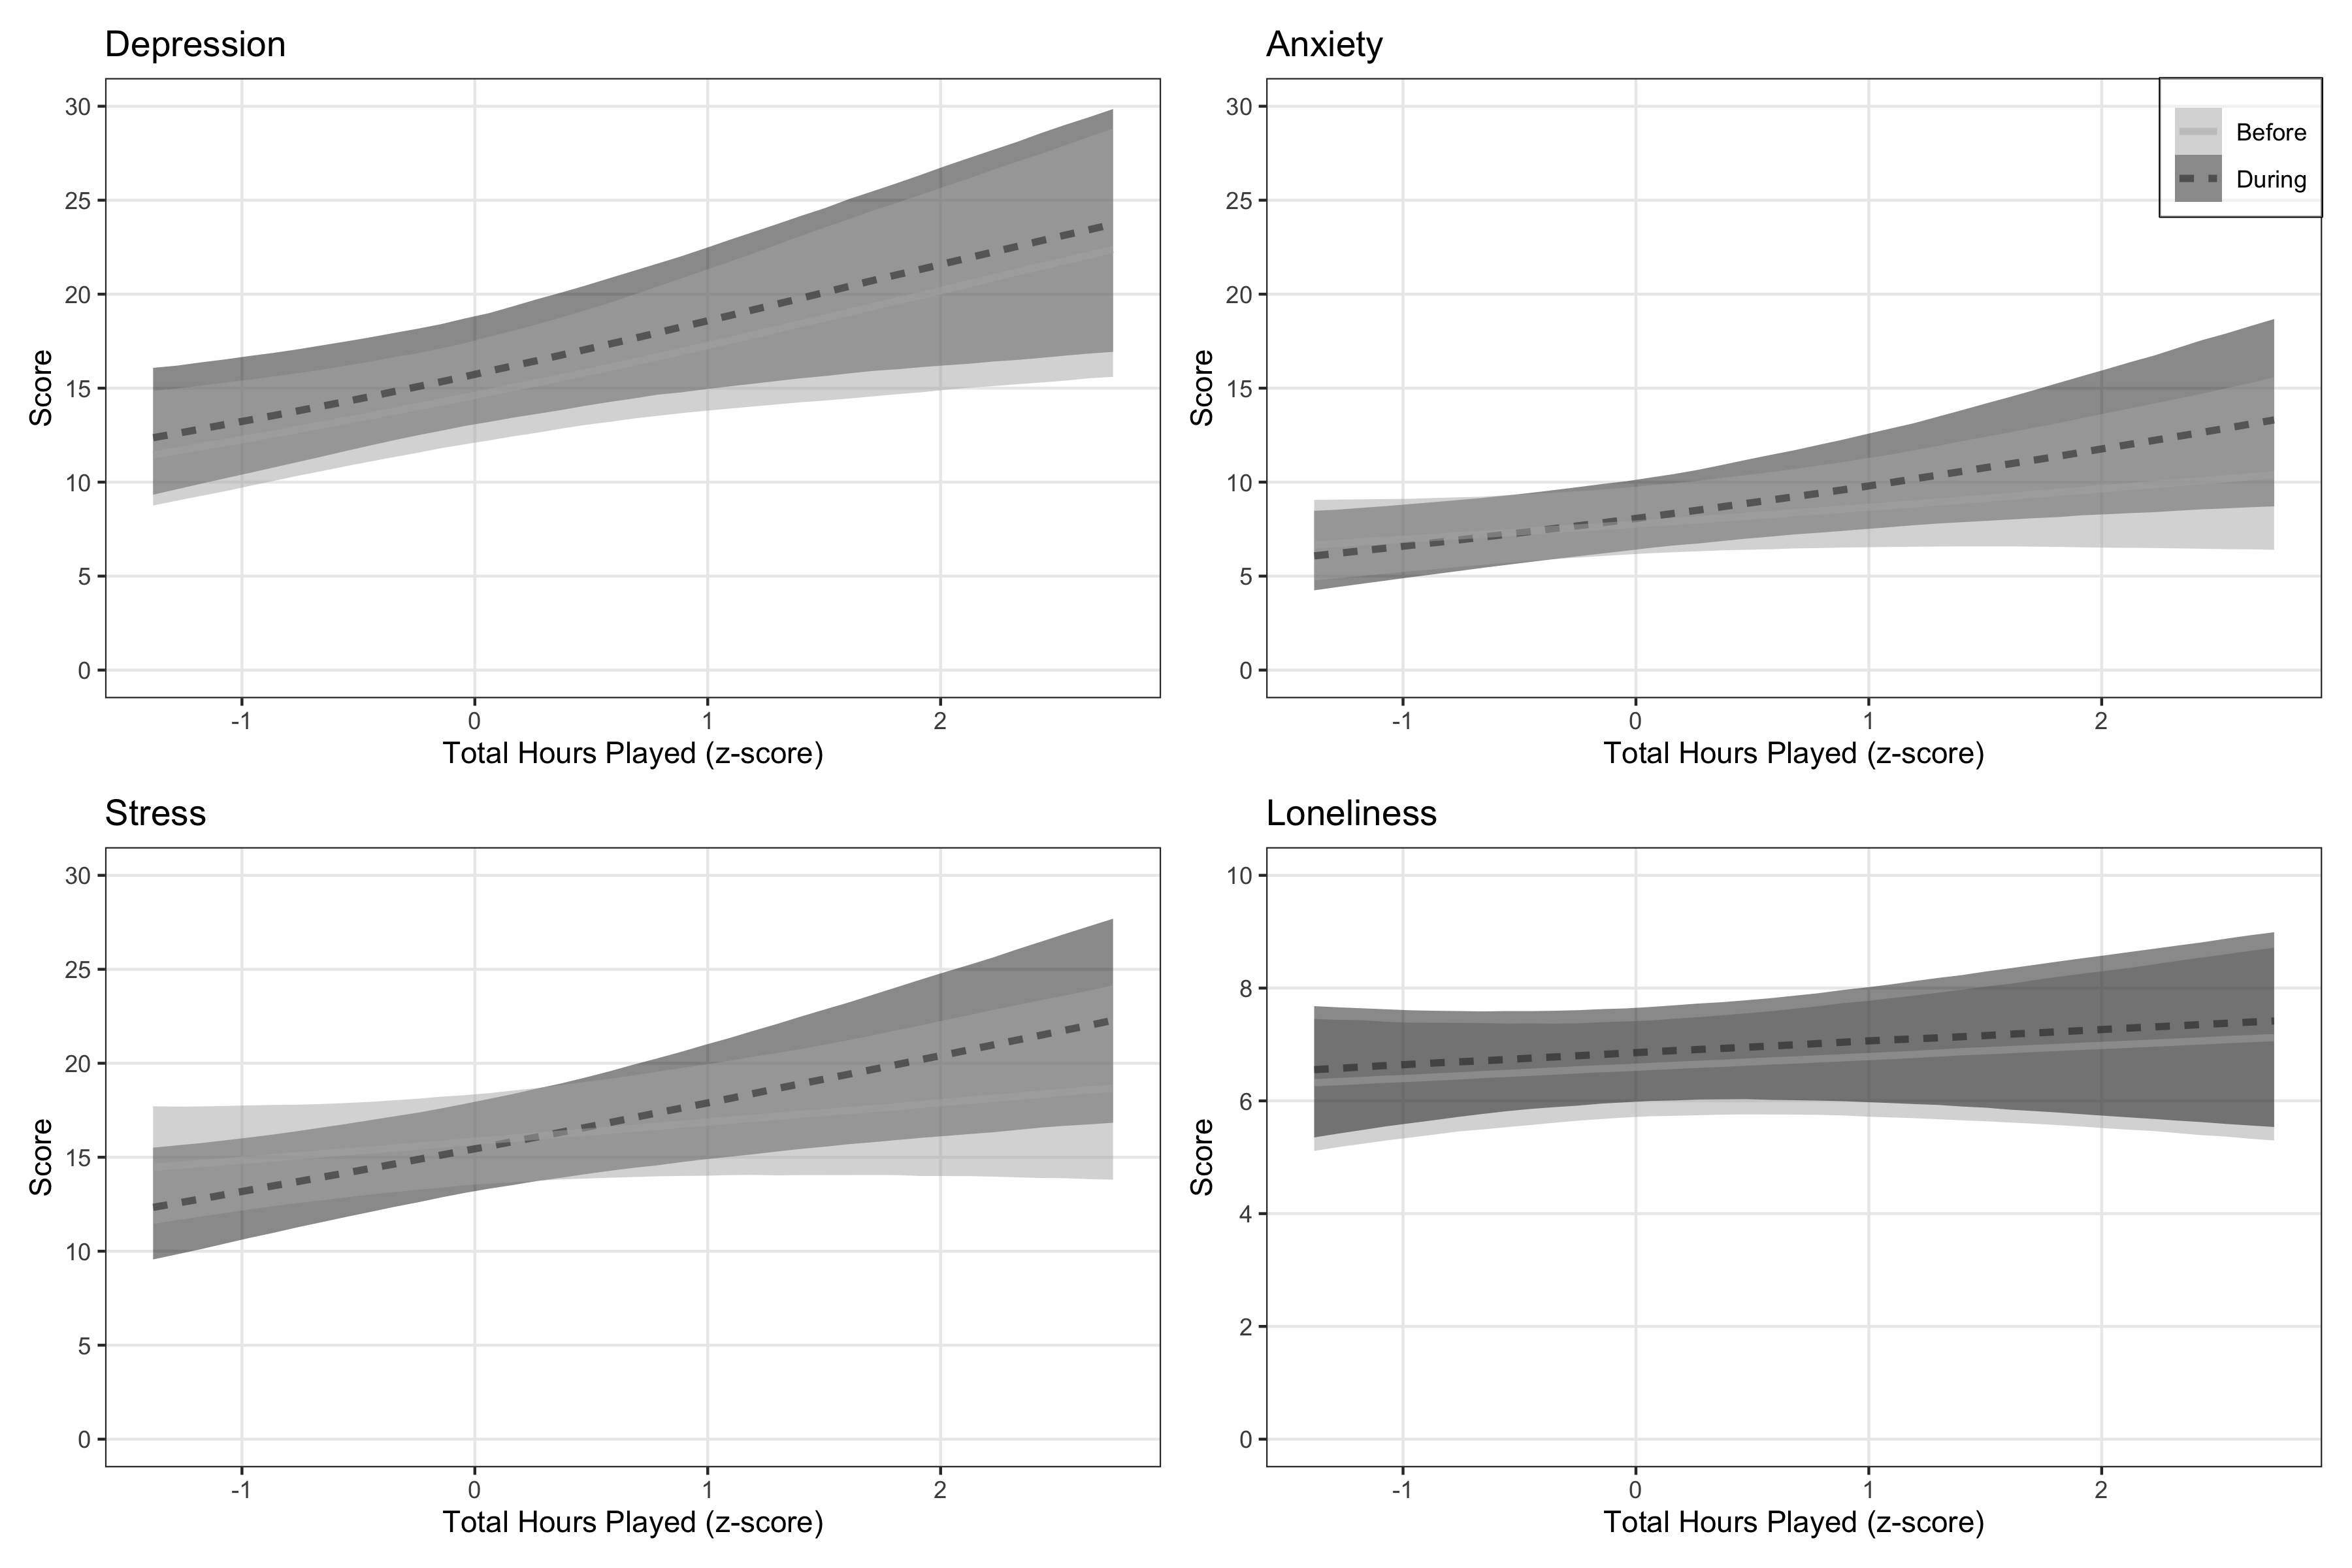 Depression
30
25
20
15
10
5
0
Score
-1 0 1 2
Total Hours Played (z-score)
Anxiety
30
25
20
15
10
5
0
Score
-1 0 1 2
Total Hours Played (z-score)
Before
During
Stress
30
25
20
15
10
5
0
Score
-1 0 1 2
Total Hours Played (z-score)
Loneliness
10
8
6
4
2
0
Score
-1 0 1 2
Total Hours Played (z-score)